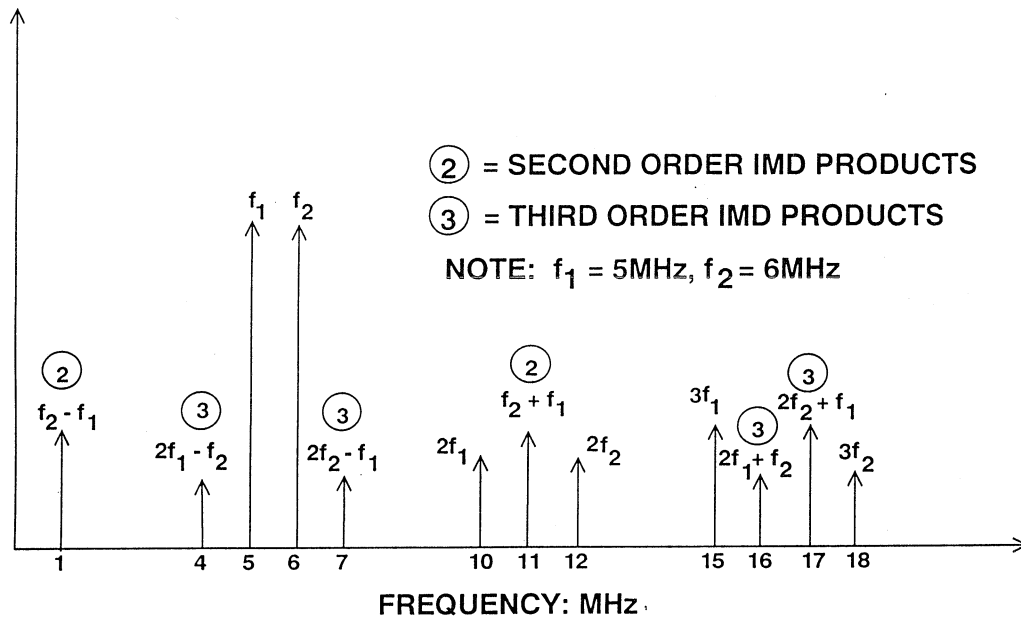 ② = SECOND ORDER IMD PRODUCTS
③ = THIRD ORDER IMD PRODUCTS
NOTE: f1 = 5MHz, f2 = 6MHz
f1
f2
②
f2 - f1
③
2f1 - f2
③
2f2 - f1
2f1
②
f2 + f1
2f2
3f1
③
2f1 + f2
③
2f2 + f1
3f2
1 4 5 6 7 10 11 12 15 16 17 18
FREQUENCY: MHz